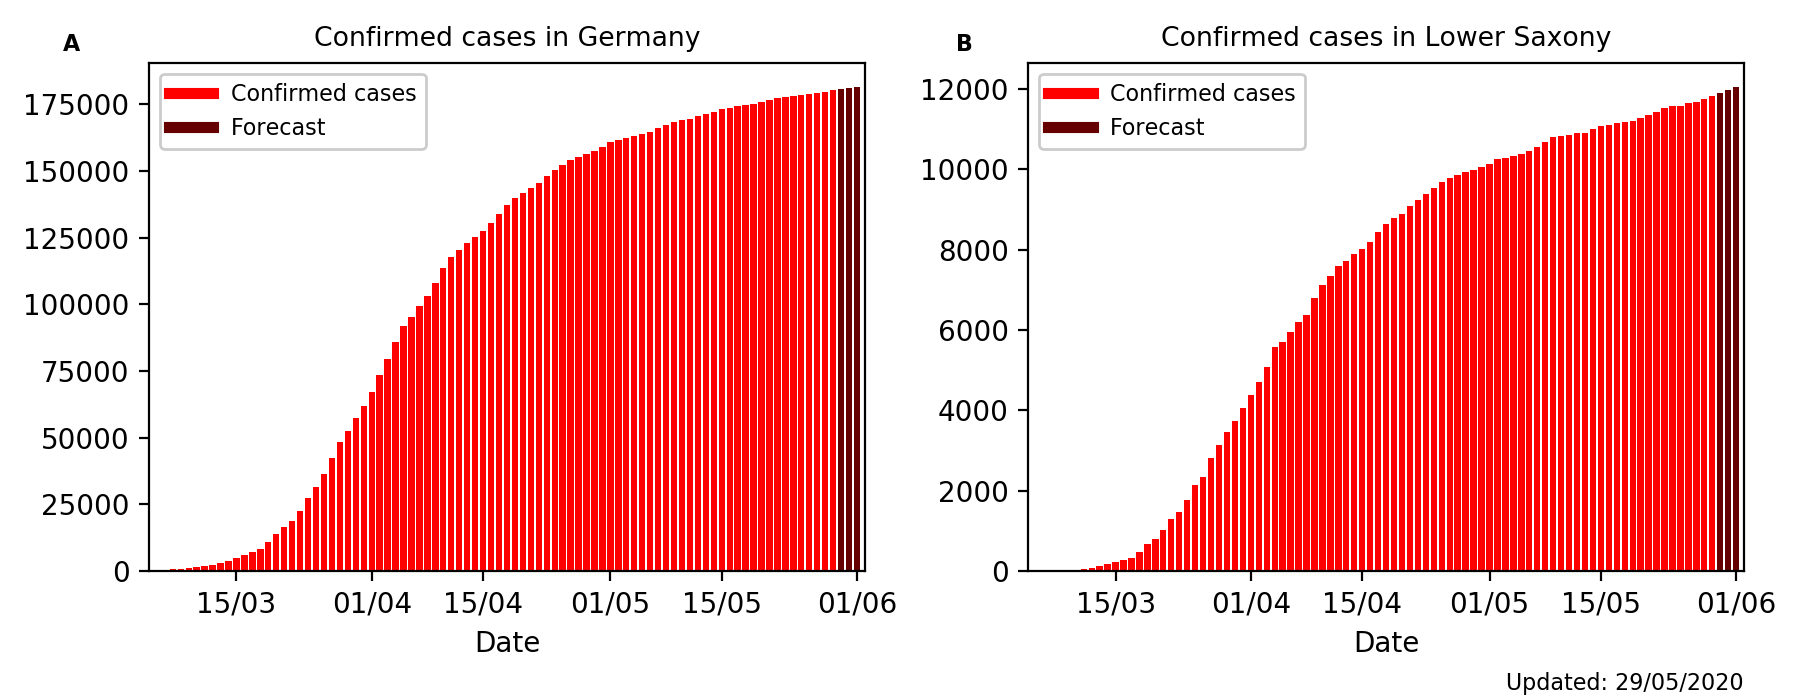 A
Confirmed cases in Germany
Confirmed cases
Forecast
175000
150000
125000
100000
75000
50000
25000
0
15/03 01/04 15/04 01/05 15/05 01/06
Date
B
Confirmed cases in Lower Saxony
Confirmed cases
Forecast
12000
10000
8000
6000
4000
2000
0
15/03 01/04 15/04 01/05 15/05 01/06
Date
Updated: 29/05/2020